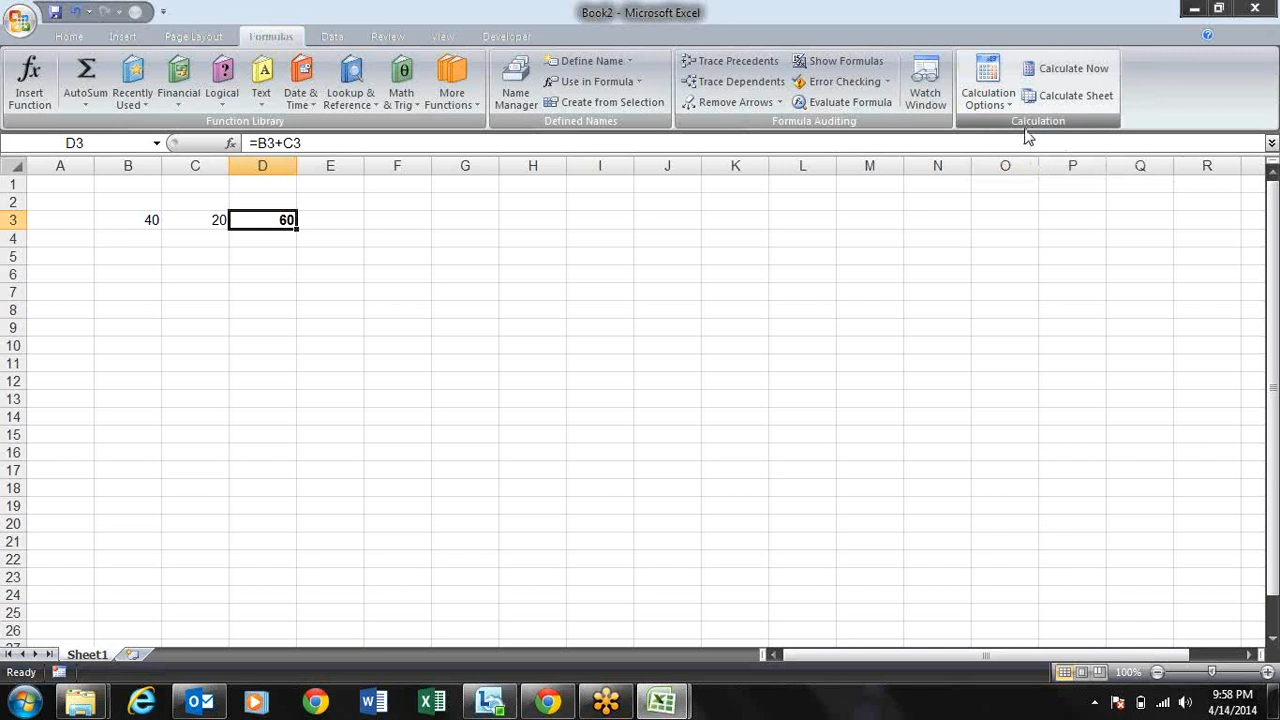 Book2 - Microsoft Excel
Home Insert Page Layout Formulas Data Review View Developer
fx Insert Function
Σ AutoSum
Recently Used
Financial
Logical
? 
A Text
Date & Time
Lookup & Reference
θ Math & Trig
More Functions
Function Library
Name Manager
Define Name
Use in Formula
Create from Selection
Defined Names
Trace Precedents
Trace Dependents
Remove Arrows
Show Formulas
Error Checking
Evaluate Formula
Formula Auditing
Watch Window
Calculation Options
Calculate Now
Calculate Sheet
Calculation
D3 fx =B3+C3
A B C D E F G H I J K L M N O P Q R
1
2
3 40 20 60
4
5
6
7
8
9
10
11
12
13
14
15
16
17
18
19
20
21
22
23
24
25
26
27
Sheet1
Ready 100%
9:58 PM
4/14/2014